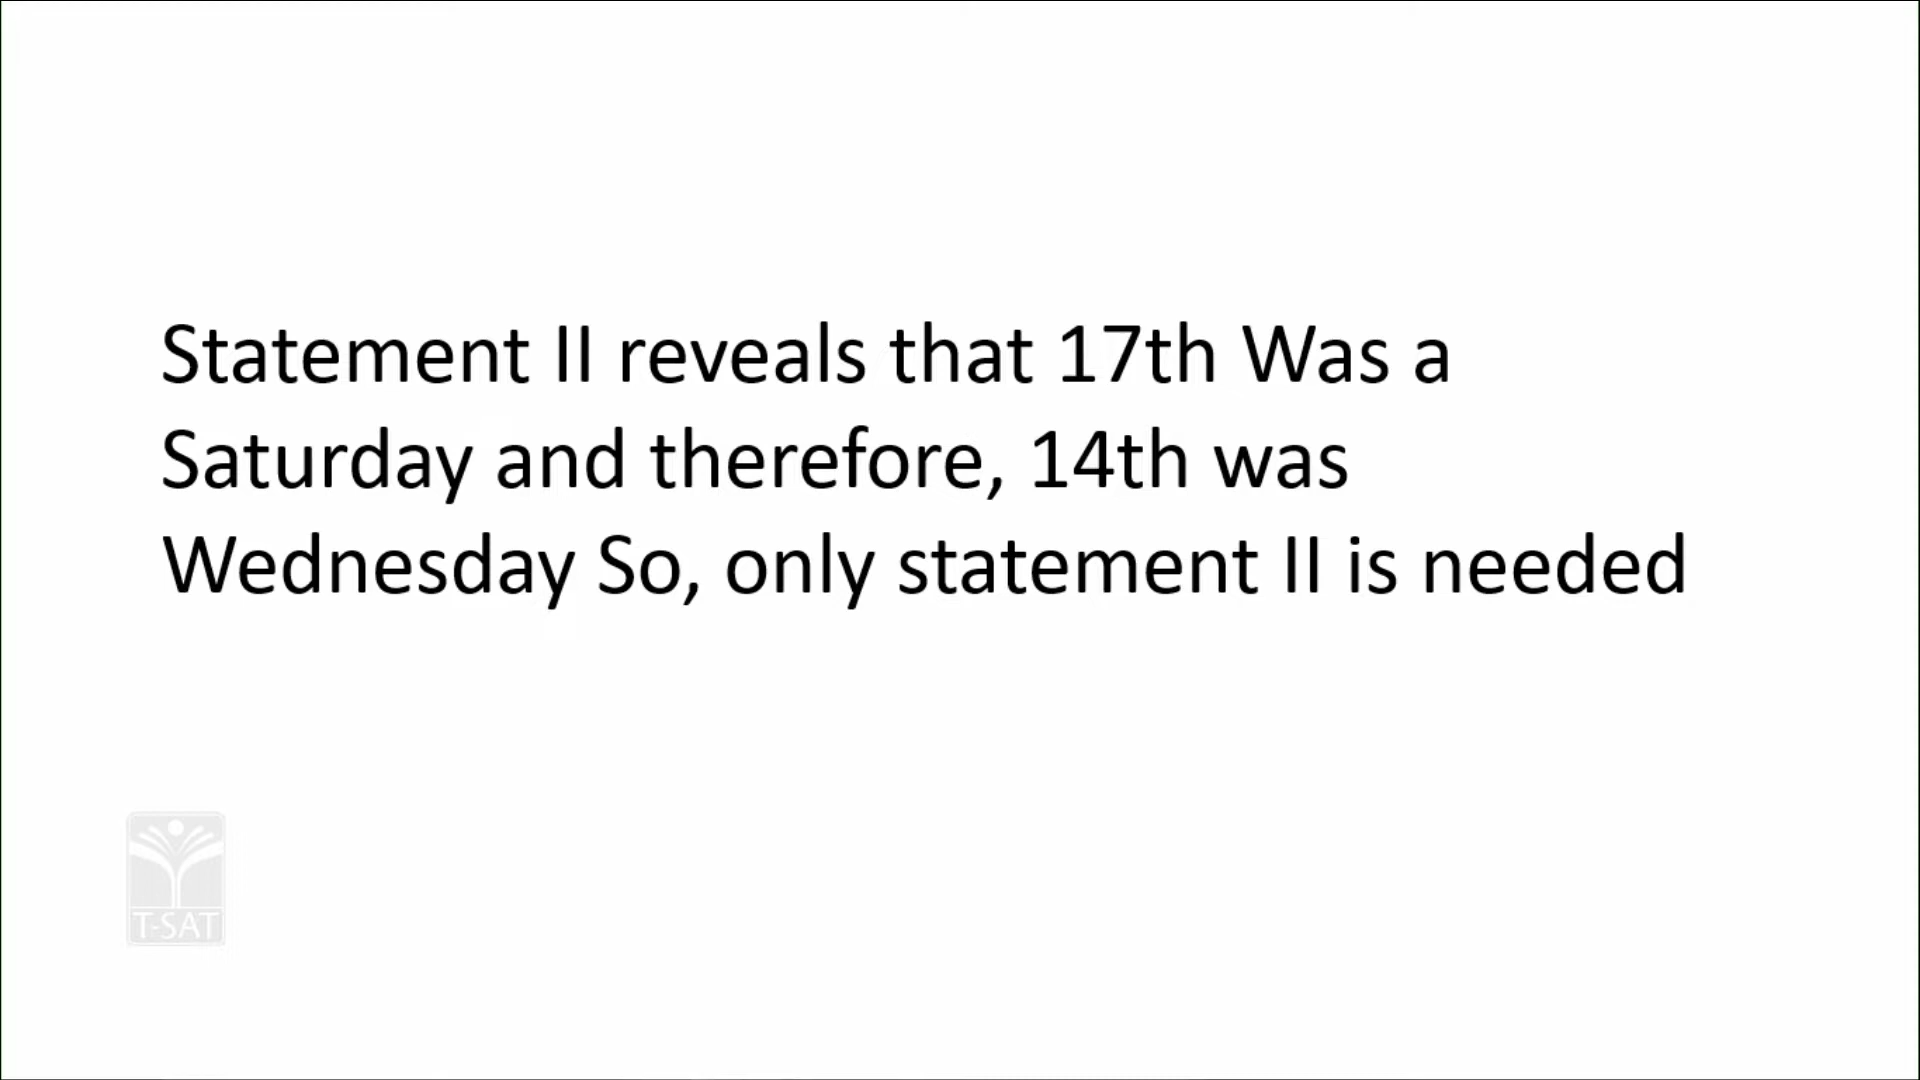 Statement II reveals that 17th Was a
Saturday and therefore, 14th was
Wednesday So, only statement II is needed
T-SAT